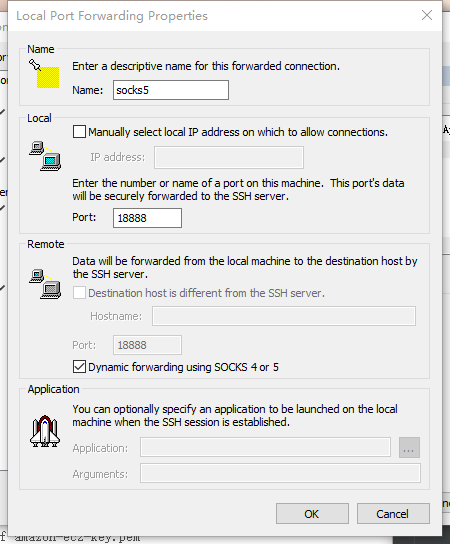 Local Port Forwarding Properties
Name
Enter a descriptive name for this forwarded connection.
Name: socks5
Local
Manually select local IP address on which to allow connections.
IP address:
Enter the number or name of a port on this machine. This port's data
will be securely forwarded to the SSH server.
Port: 18888
Remote
Data will be forwarded from the local machine to the destination host by
the SSH server.
Destination host is different from the SSH server.
Hostname:
Port: 18888
Dynamic forwarding using SOCKS 4 or 5
Application
You can optionally specify an application to be launched on the local
machine when the SSH session is established.
Application: ...
Arguments:
OK Cancel
f amazon-ec2-key.pem